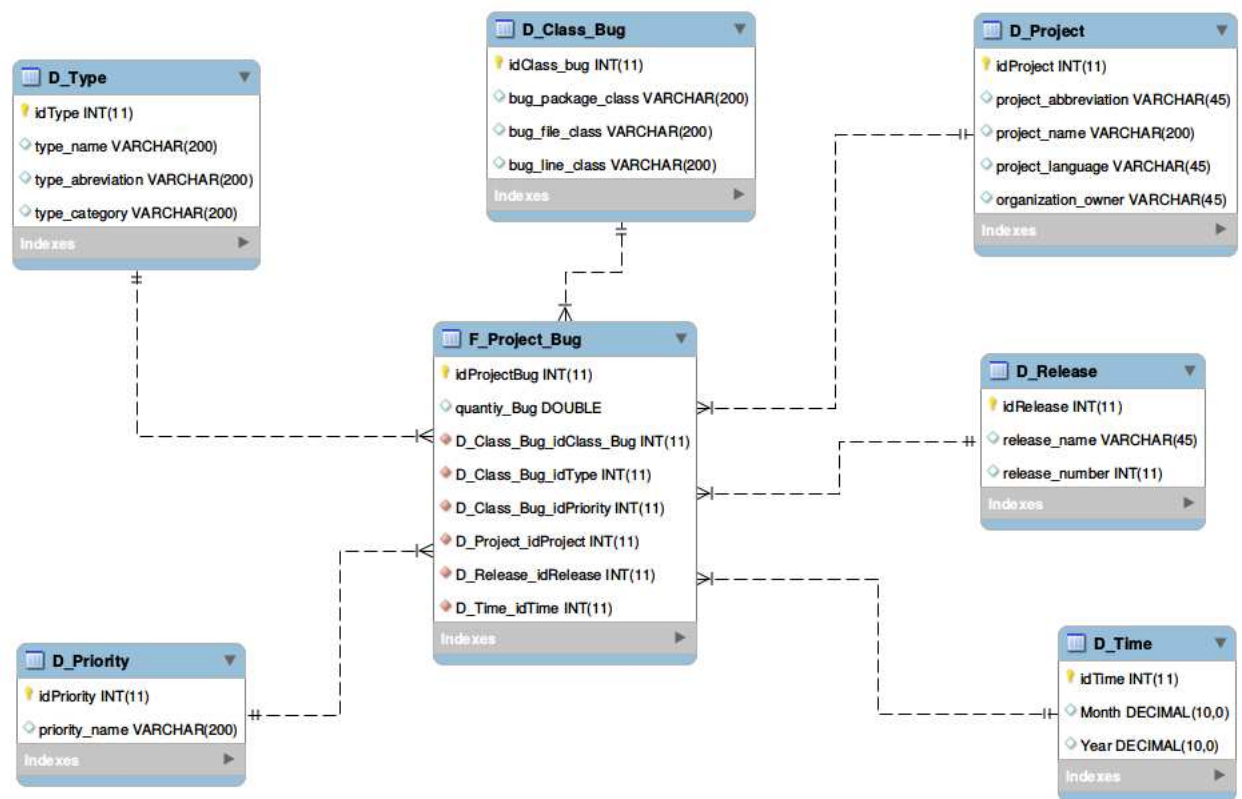 D_Class_Bug
idClass_bug INT(11)
bug_package_class VARCHAR(200)
bug_file_class VARCHAR(200)
bug_line_class VARCHAR(200)
Indexes
D_Project
idProject INT(11)
project_abbreviation VARCHAR(45)
project_name VARCHAR(200)
project_language VARCHAR(45)
organization_owner VARCHAR(45)
Indexes
D_Type
idType INT(11)
type_name VARCHAR(200)
type_abreviation VARCHAR(200)
type_category VARCHAR(200)
Indexes
F_Project_Bug
idProjectBug INT(11)
quantiy_Bug DOUBLE
D_Class_Bug_idClass_Bug INT(11)
D_Class_Bug_idType INT(11)
D_Class_Bug_idPriority INT(11)
D_Project_idProject INT(11)
D_Release_idRelease INT(11)
D_Time_idTime INT(11)
Indexes
D_Release
idRelease INT(11)
release_name VARCHAR(45)
release_number INT(11)
Indexes
D_Priority
idPriority INT(11)
priority_name VARCHAR(200)
Indexes
D_Time
idTime INT(11)
Month DECIMAL(10,0)
Year DECIMAL(10,0)
Indexes